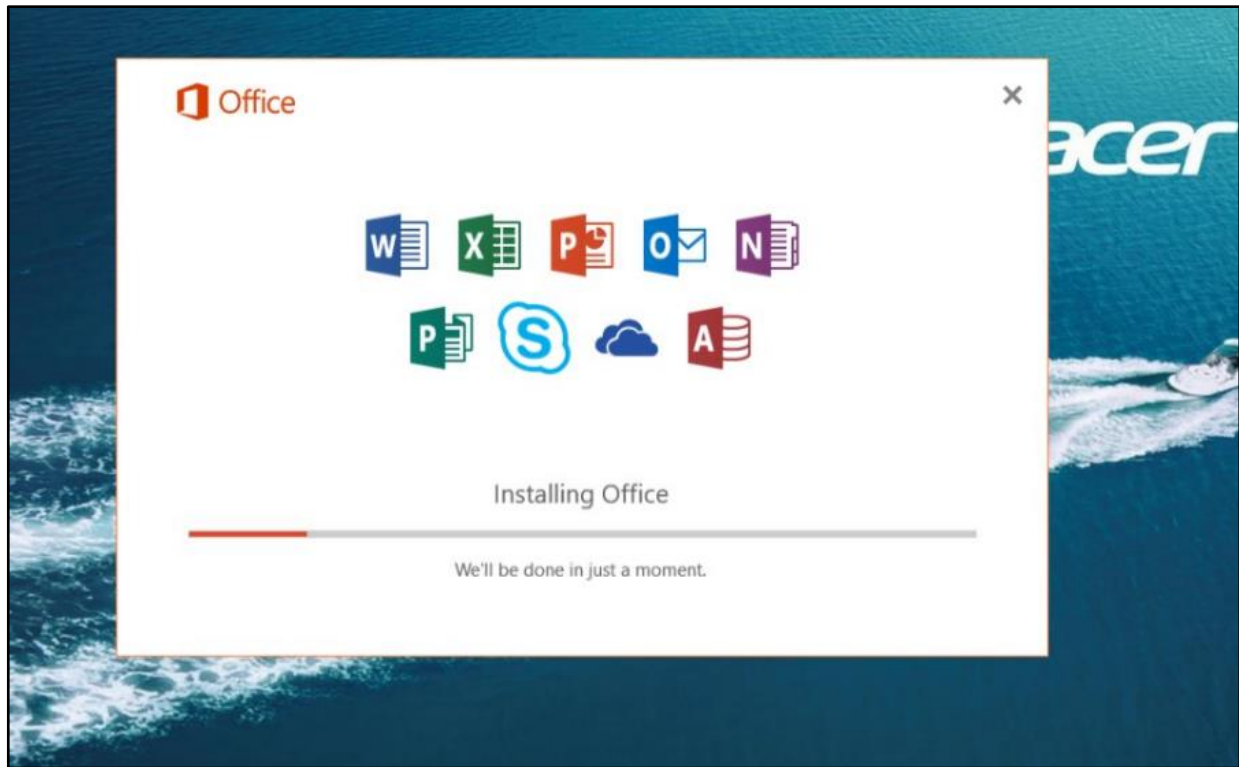 Office
acer
W X P O N
P S A
Installing Office
We'll be done in just a moment.